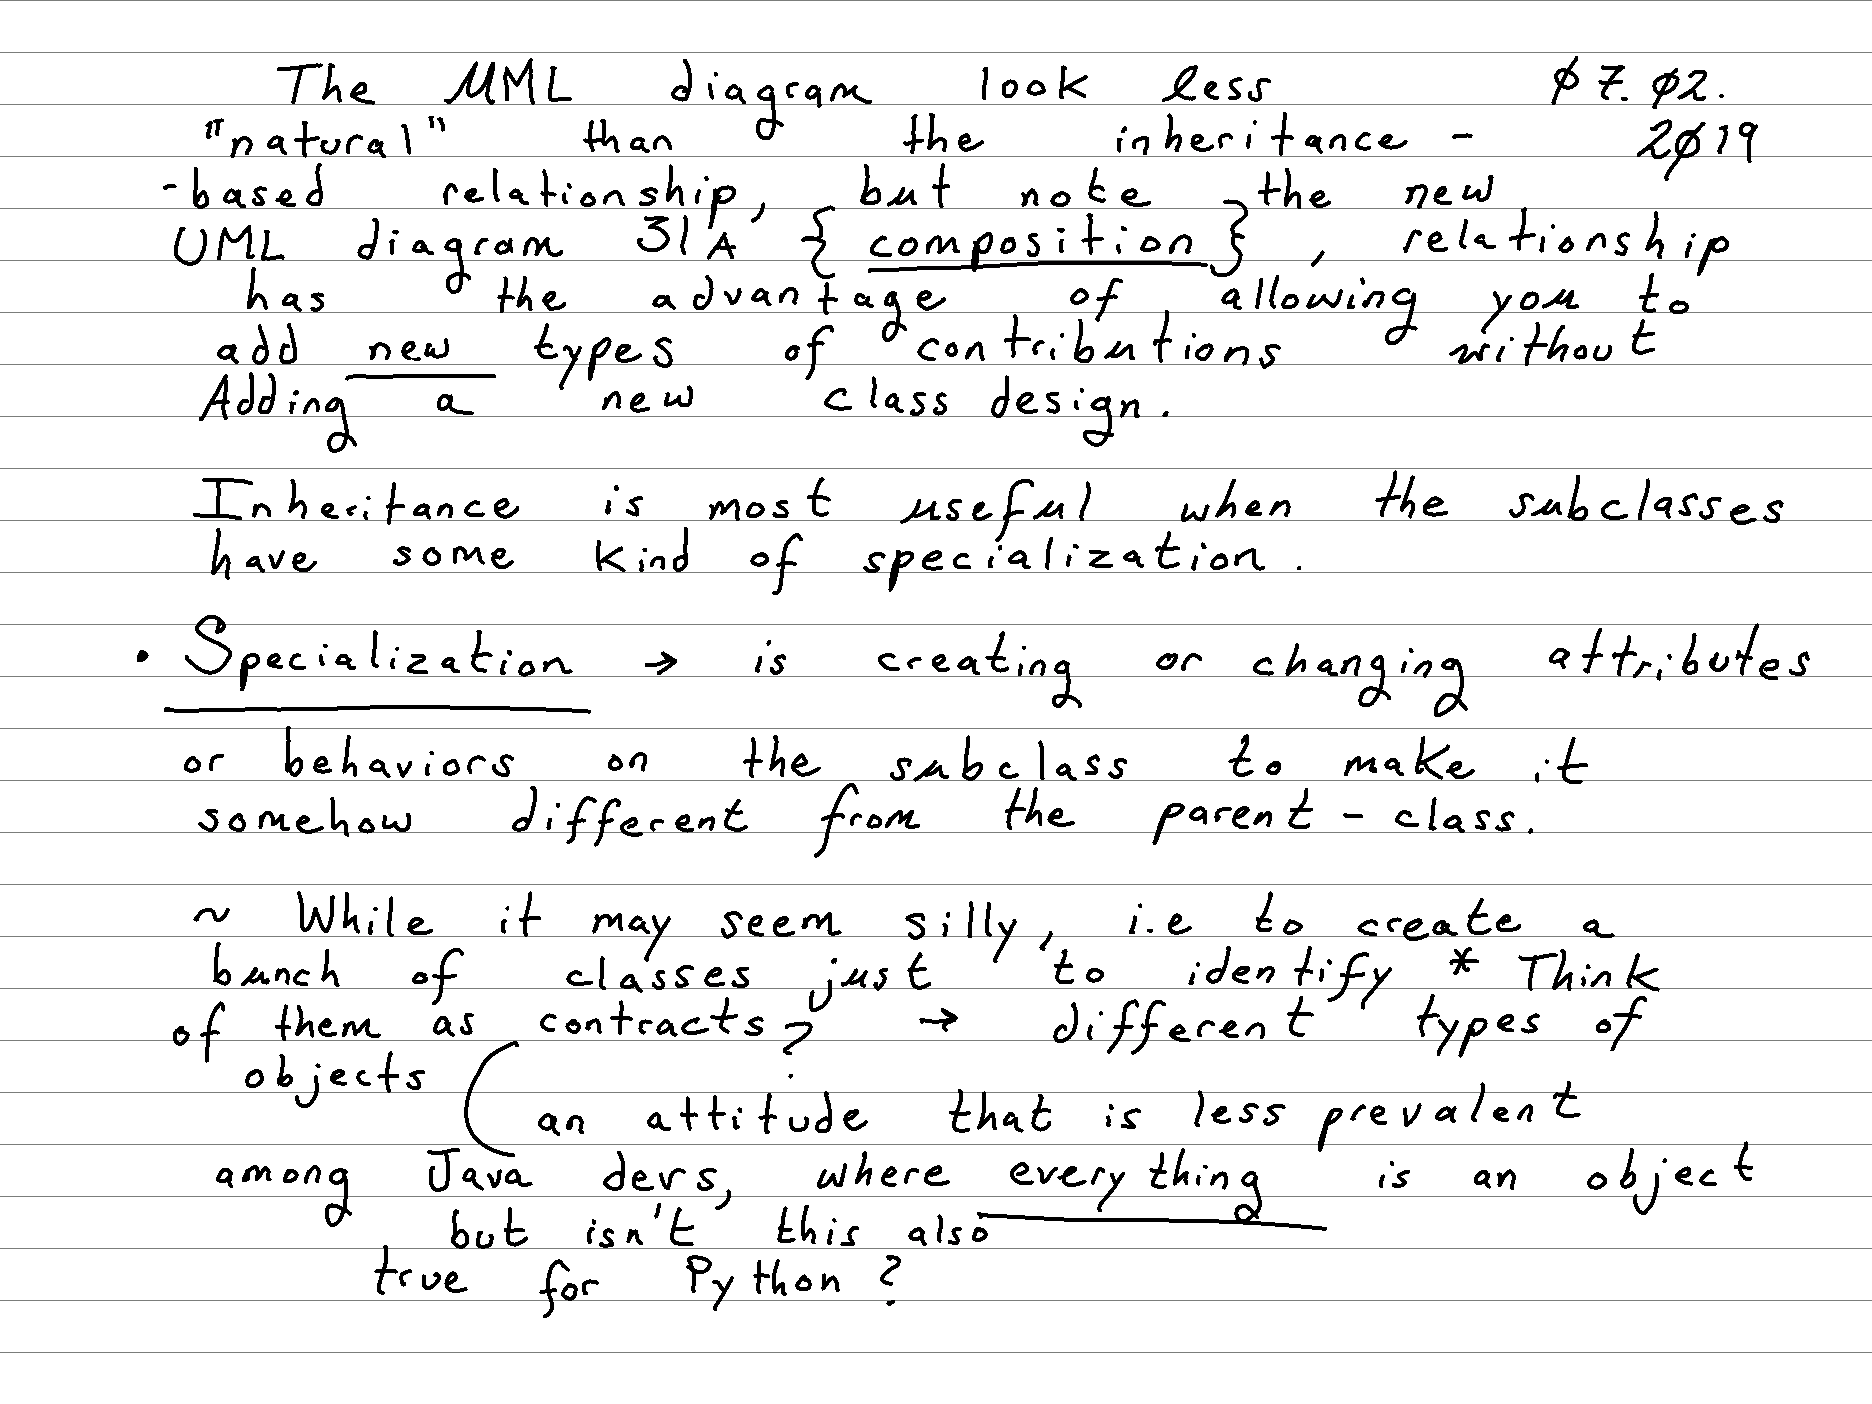 The UML diagram look less 07.02.
"natural" than the inheritance - 2019
-based relationship, but note the new
UML diagram 31A {composition}, relationship
has the advantage of allowing you to
add new types of contributions without
Adding a new class design.
Inheritance is most useful when the subclasses
have some kind of specialization.
• Specialization → is creating or changing attributes
or behaviors on the subclass to make it
somehow different from the parent - class.
~ While it may seem silly, i.e to create a
bunch of classes just to identify * Think
of them as contracts? → different types of
objects
an attitude that is less prevalent
among Java devs, where everything is an object
but isn't this also
true for Python?